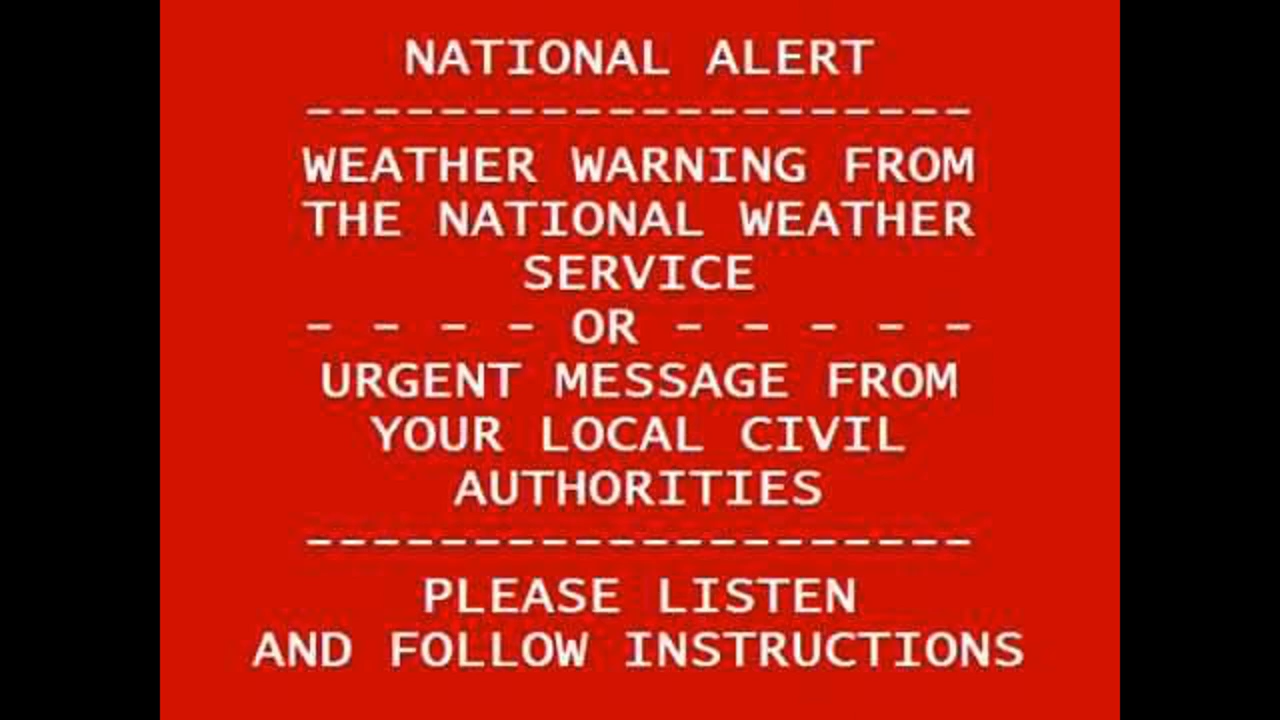 NATIONAL ALERT
--------------------
WEATHER WARNING FROM
THE NATIONAL WEATHER
SERVICE
- - - - OR - - - - -
URGENT MESSAGE FROM
YOUR LOCAL CIVIL
AUTHORITIES
--------------------
PLEASE LISTEN
AND FOLLOW INSTRUCTIONS